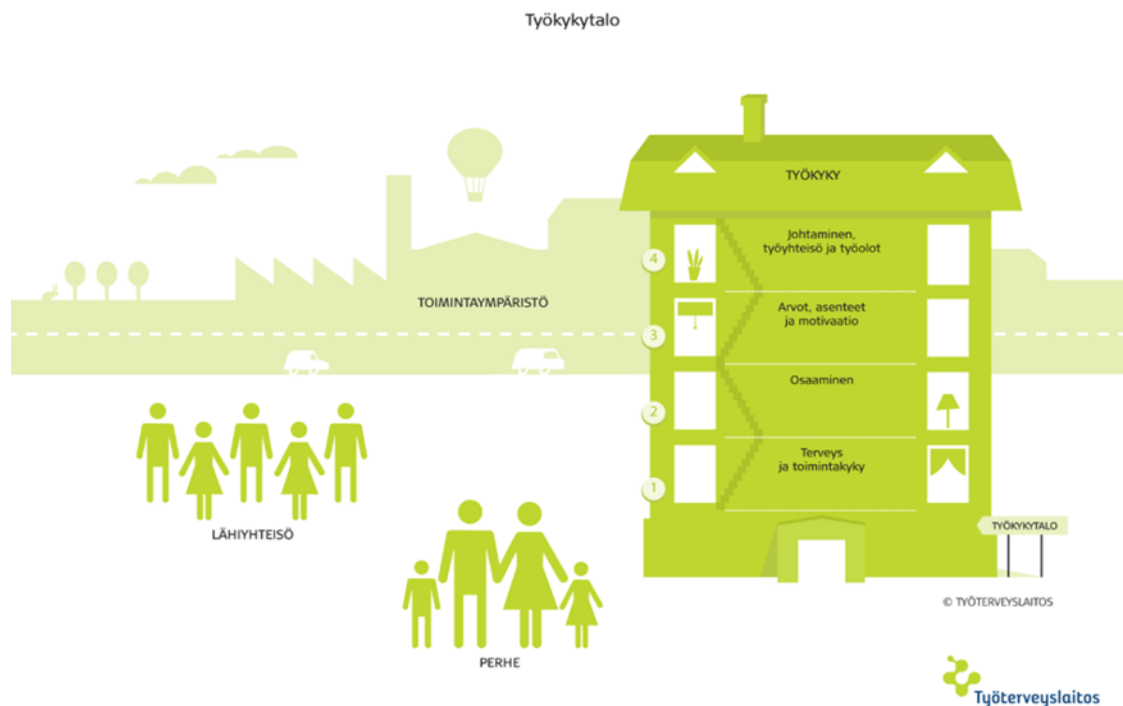 Työkykytalo
TYÖKYKY
4
Johtaminen,
työyhteisö ja työolot
TOIMINTAYMPÄRISTÖ
3
Arvot, asenteet
ja motivaatio
2
Osaaminen
1
Terveys
ja toimintakyky
LÄHIYHTEISÖ
PERHE
TYÖKYKYTALO
© TYÖTERVEYSLAITOS
Työterveyslaitos